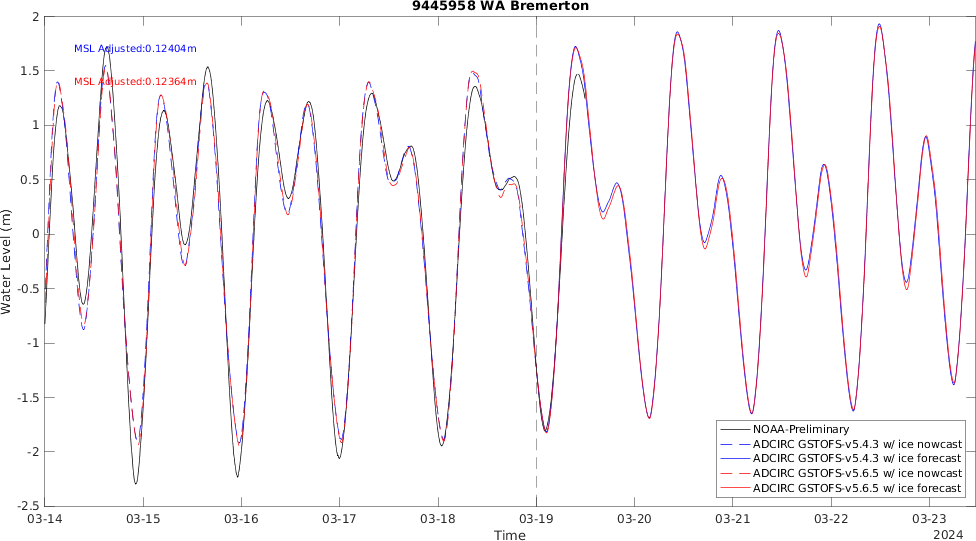 9445958 WA Bremerton
MSL Adjusted:0.12404m
MSL Adjusted:0.12364m
Water Level (m)
2
1.5
1
0.5
0
-0.5
-1
-1.5
-2
-2.5
NOAA-Preliminary
ADCIRC GSTOFS-v5.4.3 w/ ice nowcast
ADCIRC GSTOFS-v5.4.3 w/ ice forecast
ADCIRC GSTOFS-v5.6.5 w/ ice nowcast
ADCIRC GSTOFS-v5.6.5 w/ ice forecast
03-14 03-15 03-16 03-17 03-18 03-19 03-20 03-21 03-22 03-23
Time
2024